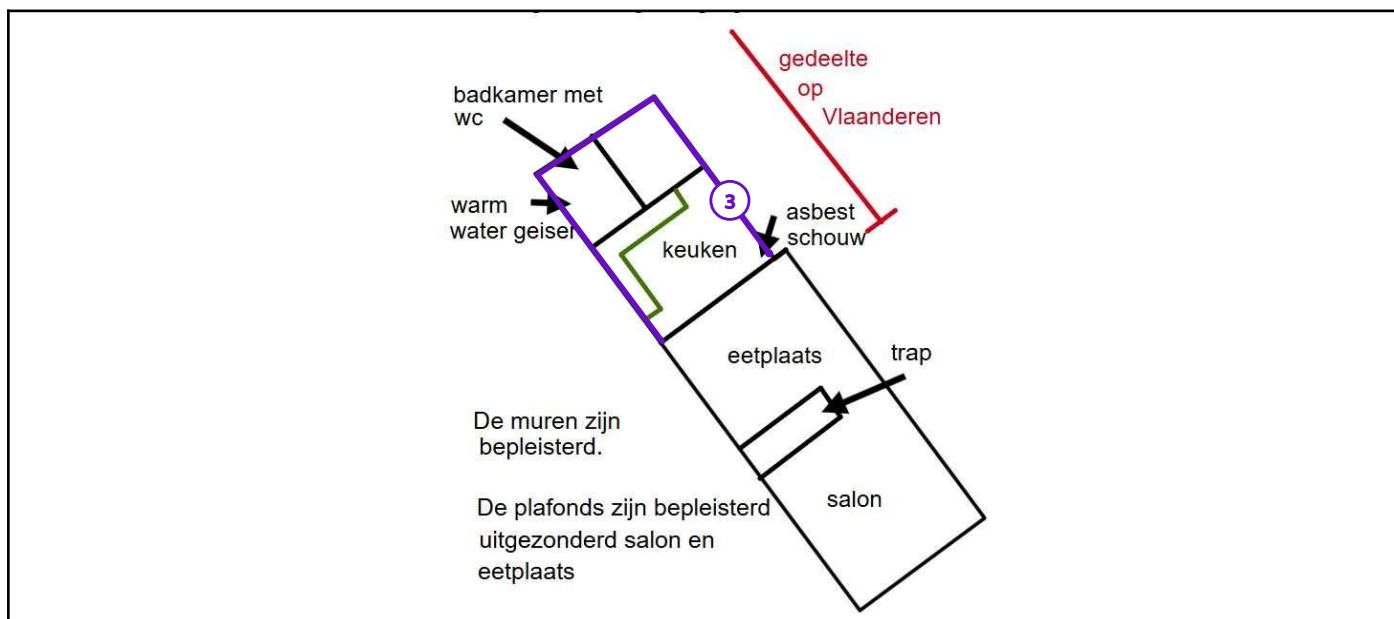 gedeelte
op
Vlaanderen
badkamer met
wc
warm
water geiser
3
asbest
schouw
keuken
eetplaats
trap
De muren zijn
bepleisterd.
salon
De plafonds zijn bepleisterd
uitgezonderd salon en
eetplaats